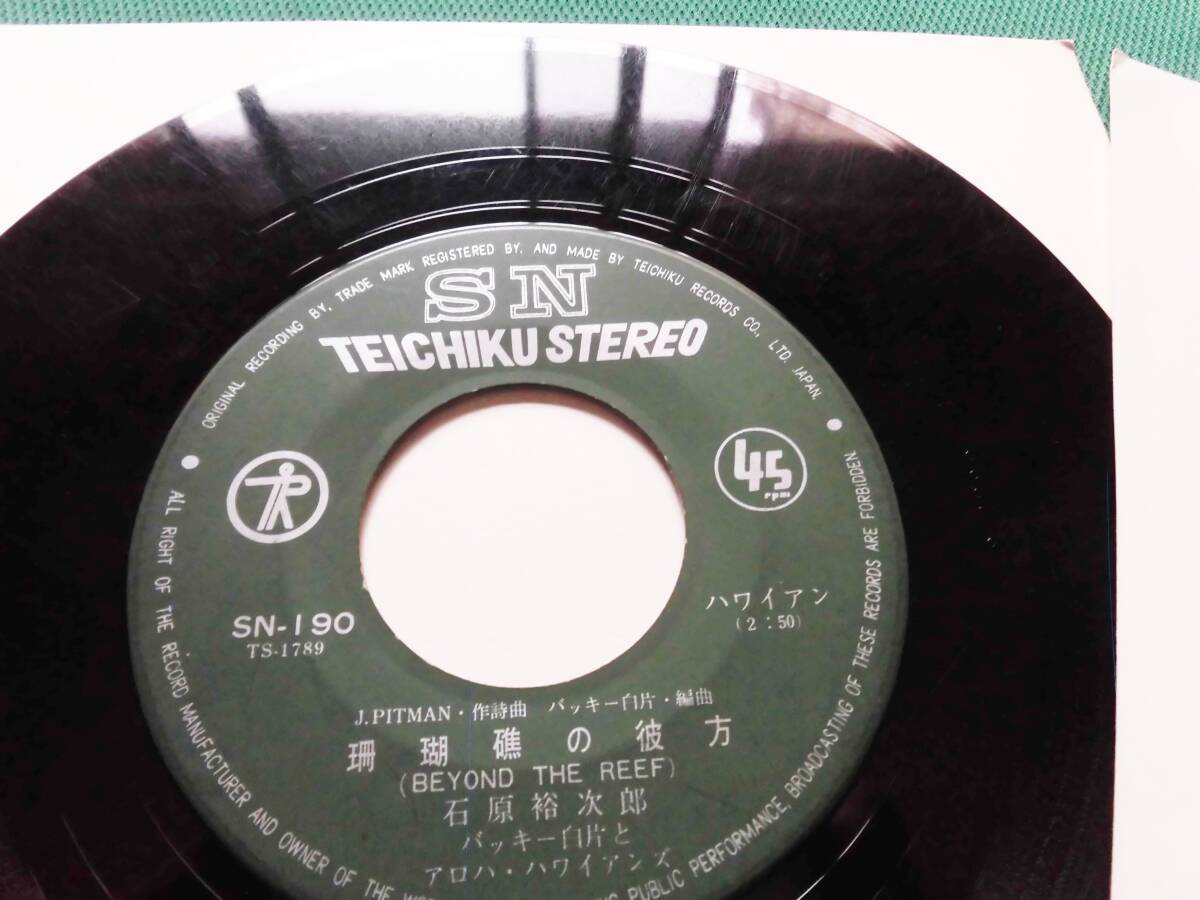 ORIGINAL RECORDING BY, TRADE MARK REGISTERED BY, AND MADE BY TEICHIKU RECORDS CO., LTD. JAPAN.
SN
TEICHIKU STEREO
45
rpm
SN-190
TS-1789
ハワイアン
(2:50)
J.PITMAN・作詩曲 バッキー白片・編曲
珊瑚礁の彼方
(BEYOND THE REEF)
石原裕次郎
バッキー白片と
アロハ・ハワイアンズ
ALL RIGHT OF THE RECORD MANUFACTURER AND OWNER OF THE PUBLIC PERFORMANCE, BROADCASTING OF THESE RECORDS ARE FORBIDDEN.